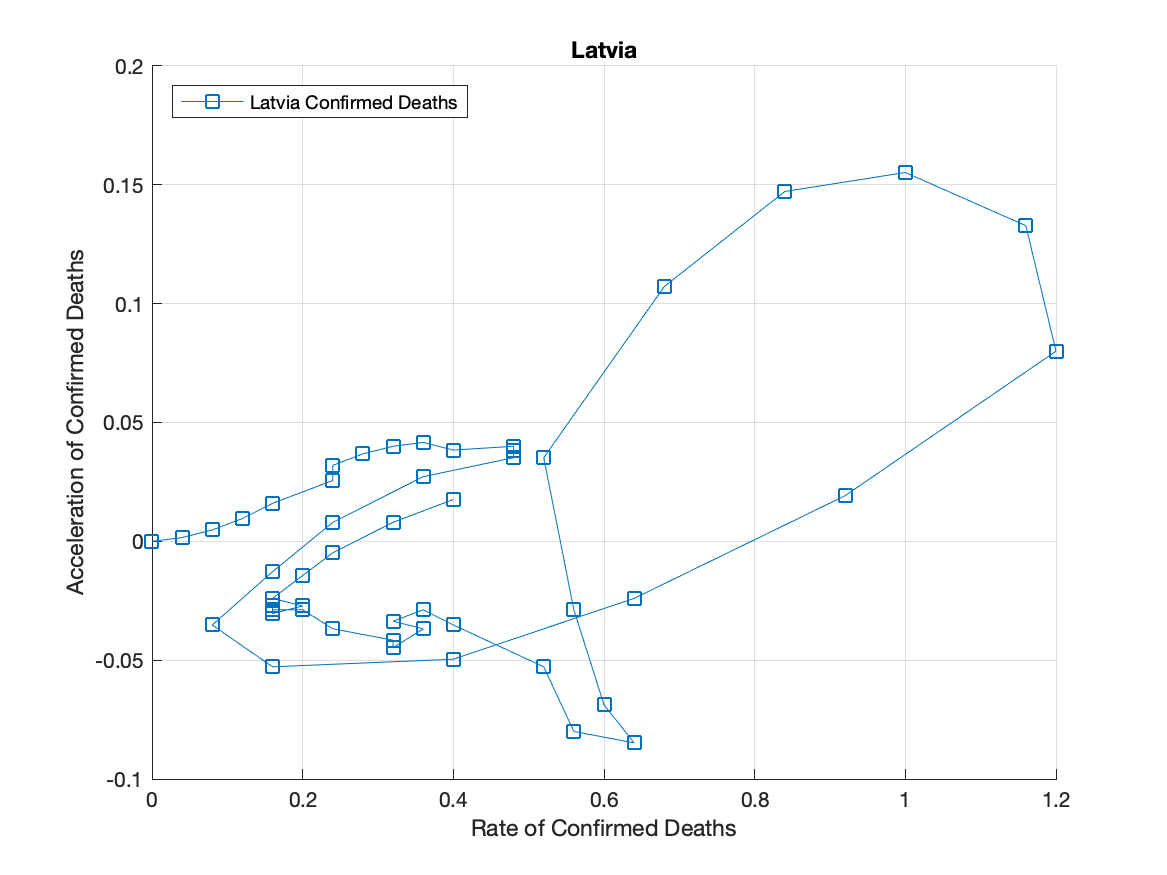 Latvia
Latvia Confirmed Deaths
Acceleration of Confirmed Deaths
0.2
0.15
0.1
0.05
0
-0.05
-0.1
0 0.2 0.4 0.6 0.8 1 1.2
Rate of Confirmed Deaths